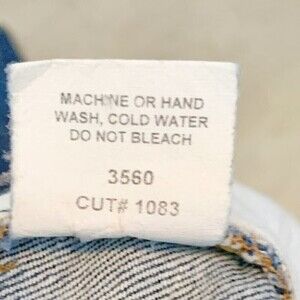 MACHINE OR HAND
WASH, COLD WATER
DO NOT BLEACH
3560
CUT# 1083